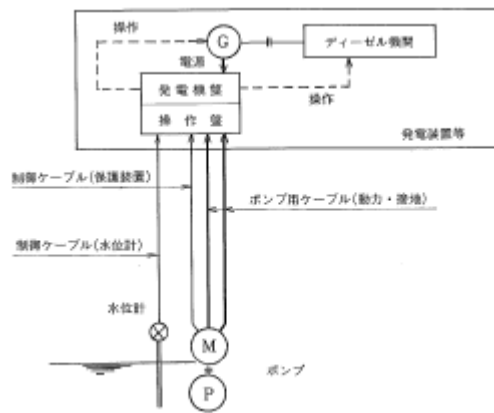 操作
G
ディーゼル機関
電源
発電機盤
操作
操作盤
発電装置等
制御ケーブル(保護装置)
ポンプ用ケーブル(動力・接地)
制御ケーブル(水位計)
水位計
M
ポンプ
P